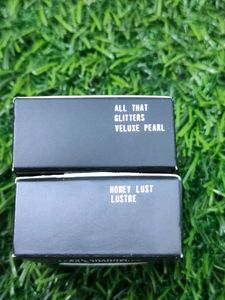 ALL THAT
GLITTERS
VELUXE PEARL
HONEY LUST
LUSTRE